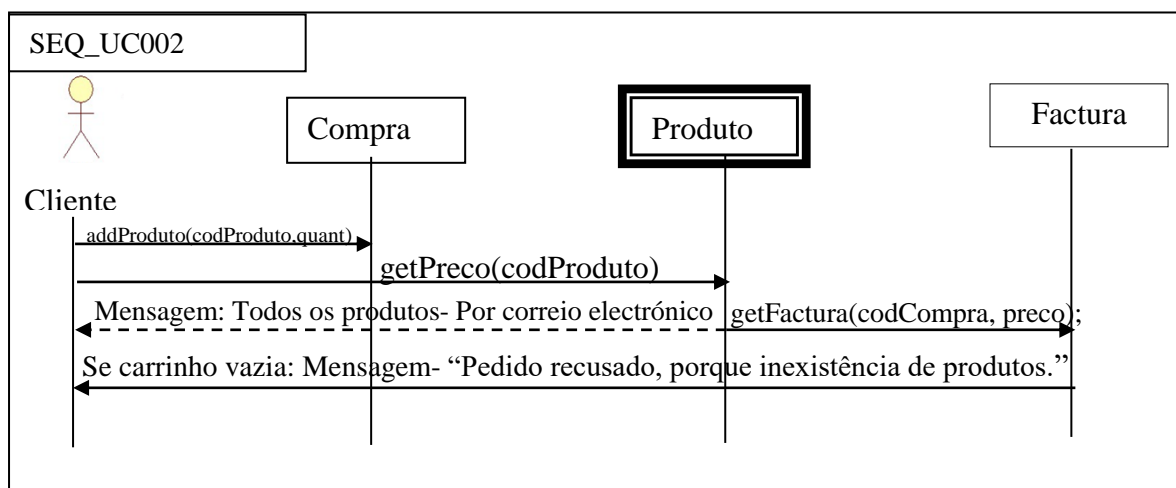 SEQ_UC002
Compra
Produto
Factura
Cliente
addProduto(codProduto,quant)
getPreco(codProduto)
Mensagem: Todos os produtos- Por correio electrónico
getFactura(codCompra, preco);
Se carrinho vazia: Mensagem- “Pedido recusado, porque inexistência de produtos.”